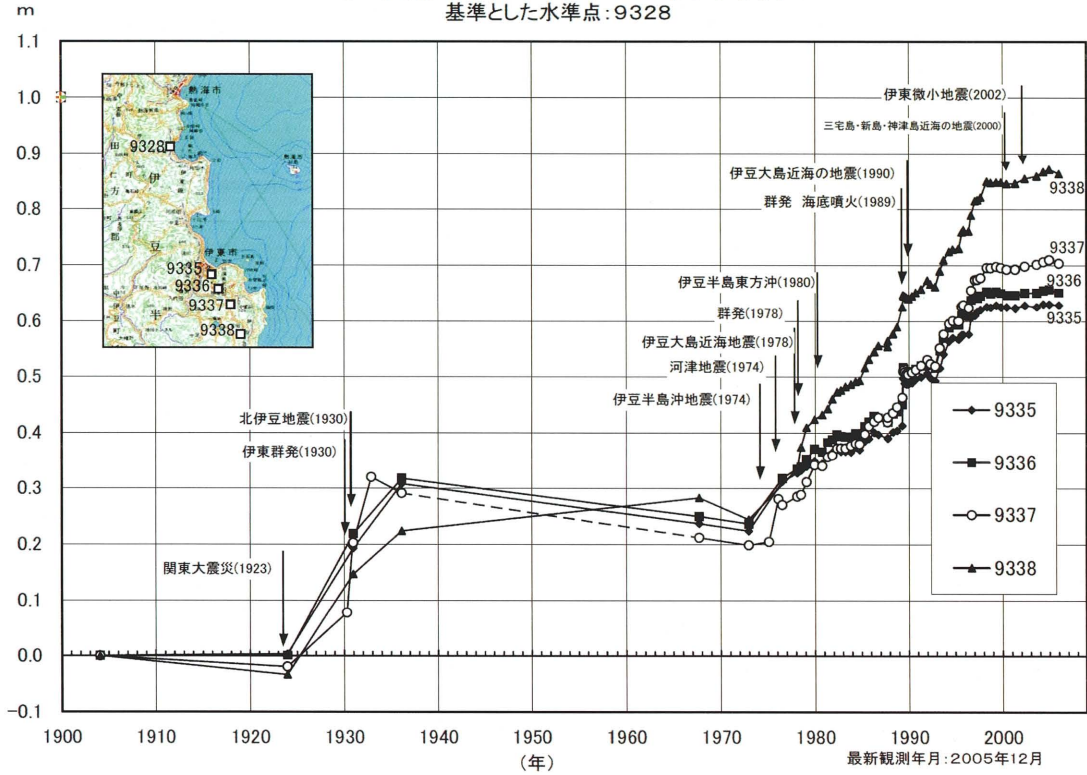 m
基準とした水準点:9328
1.1
1.0
0.9
0.8
0.7
0.6
0.5
0.4
0.3
0.2
0.1
0.0
-0.1
1900
1910
1920
1930
1940
1950
1960
1970
1980
1990
2000
(年)
最新観測年月:2005年12月
熱海市
9328
田
方
郡
伊
豆
半
伊東市
9335
9336
9337
9338
関東大震災(1923)
伊東群発(1930)
北伊豆地震(1930)
伊豆半島沖地震(1974)
河津地震(1974)
伊豆大島近海地震(1978)
群発(1978)
伊豆半島東方沖(1980)
群発 海底噴火(1989)
伊豆大島近海の地震(1990)
三宅島・新島・神津島近海の地震(2000)
伊東微小地震(2002)
9338
9337
9336
9335
9335
9336
9337
9338